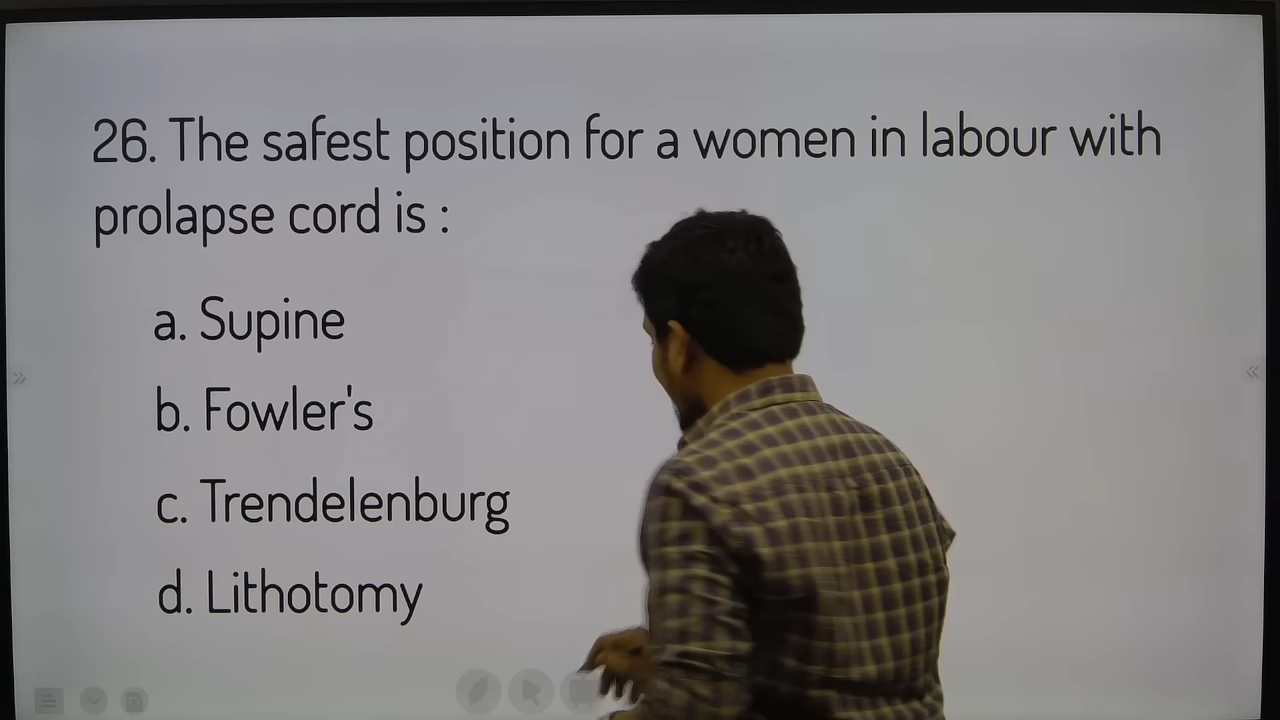 26. The safest position for a women in labour with
prolapse cord is :
a. Supine
b. Fowler's
c. Trendelenburg
d. Lithotomy